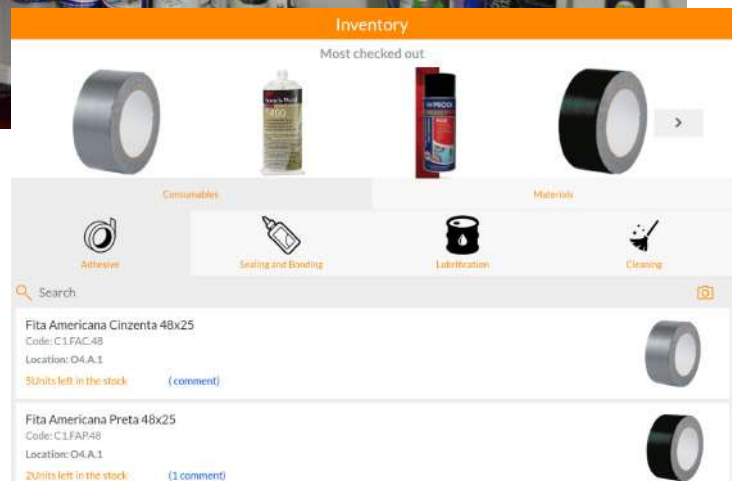 Inventory
Most checked out
PECOL
>
Consumables
Materials
Adhesive
Sealing and Bonding
Lubrification
Cleaning
Search
Fita Americana Cinzenta 48x25
Code: C1.FAC.48
Location: O4.A.1
5Units left in the stock
( comment)
Fita Americana Preta 48x25
Code: C1.FAP.48
Location: O4.A.1
2Units left in the stock
(1 comment)